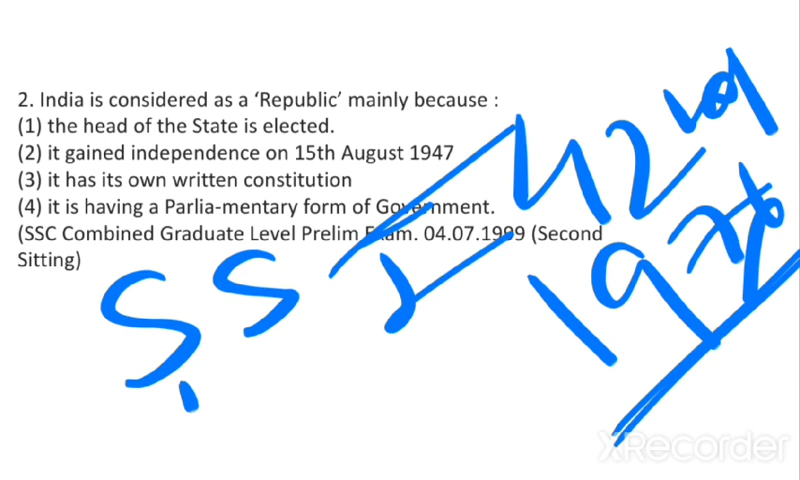 2. India is considered as a ‘Republic’ mainly because :
(1) the head of the State is elected.
(2) it gained independence on 15th August 1947
(3) it has its own written constitution
(4) it is having a Parlia-mentary form of Government.
(SSC Combined Graduate Level Prelim Exam. 04.07.1999 (Second
Sitting)
42
1976
S S
XRecorder